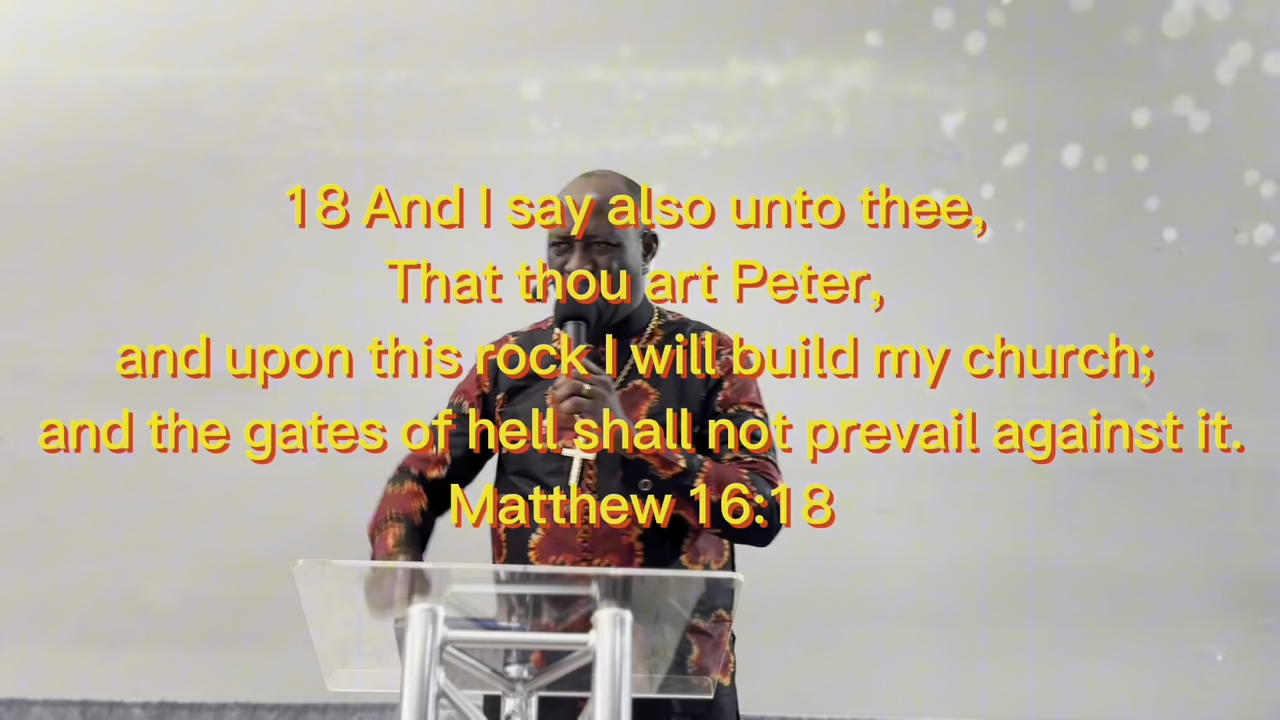 18 And I say also unto thee,
That thou art Peter,
and upon this rock I will build my church;
and the gates of hell shall not prevail against it.
Matthew 16:18